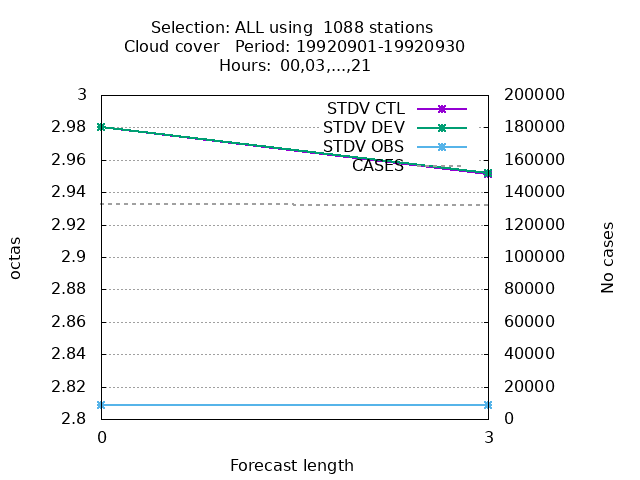 Selection: ALL using  1088 stations
Cloud cover   Period: 19920901-19920930
Hours:  00,03,...,21
3
2.98
2.96
2.94
2.92
2.9
2.88
2.86
2.84
2.82
2.8
octas
STDV CTL
STDV DEV
STDV OBS
CASES
200000
180000
160000
140000
120000
100000
80000
60000
40000
20000
0
No cases
0
3
Forecast length